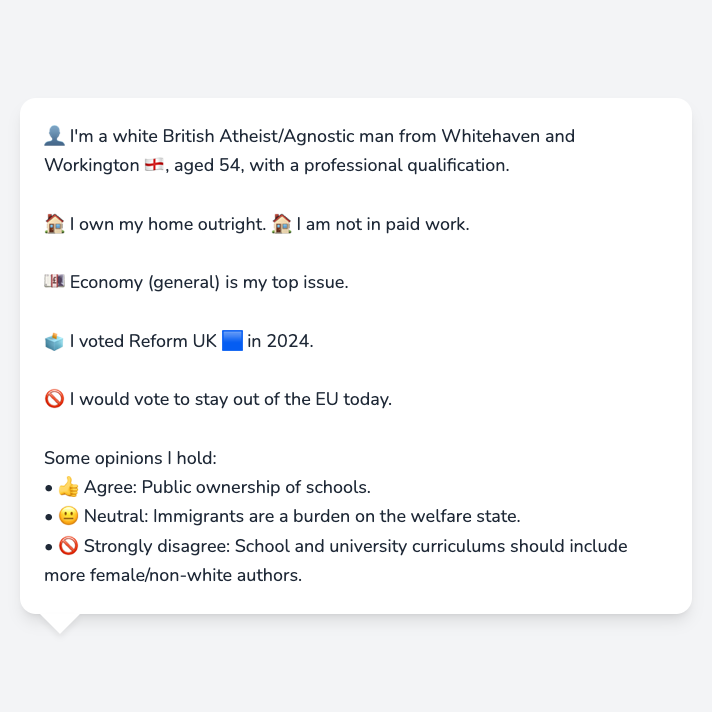 👤 I'm a white British Atheist/Agnostic man from Whitehaven and
Workington 🏴󠁧󠁢󠁥󠁮󠁧󠁿, aged 54, with a professional qualification.
🏠 I own my home outright. 🏠 I am not in paid work.
💷 Economy (general) is my top issue.
🗳️ I voted Reform UK 🟦 in 2024.
🚫 I would vote to stay out of the EU today.
Some opinions I hold:
• 👍 Agree: Public ownership of schools.
• 😐 Neutral: Immigrants are a burden on the welfare state.
• 🚫 Strongly disagree: School and university curriculums should include
more female/non-white authors.